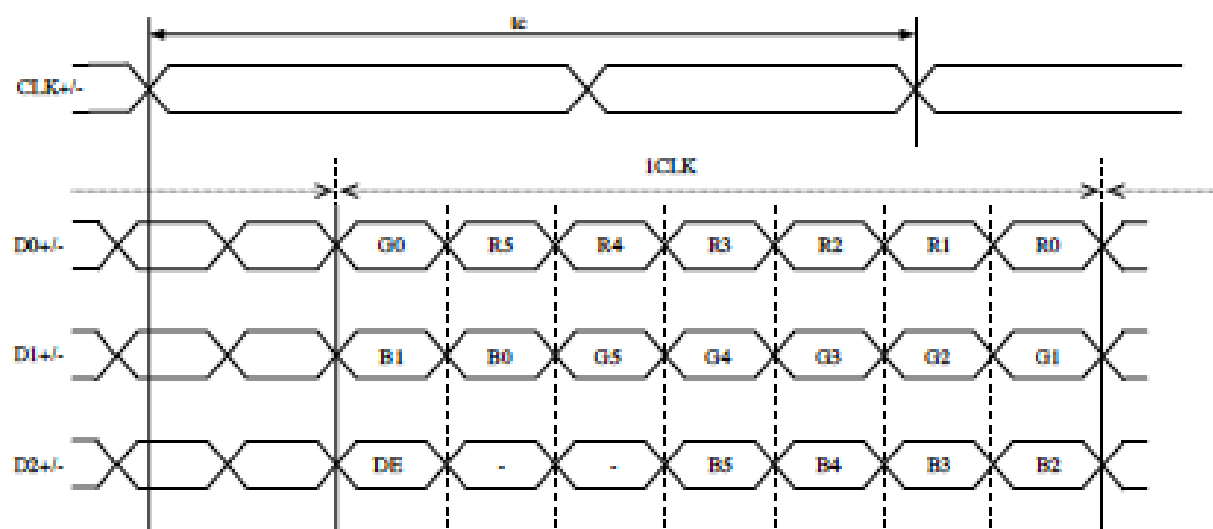 tc
CLK+/-
1CLK
D0+/- G0 R5 R4 R3 R2 R1 R0
D1+/- B1 B0 G5 G4 G3 G2 G1
D2+/- DE - - B5 B4 B3 B2